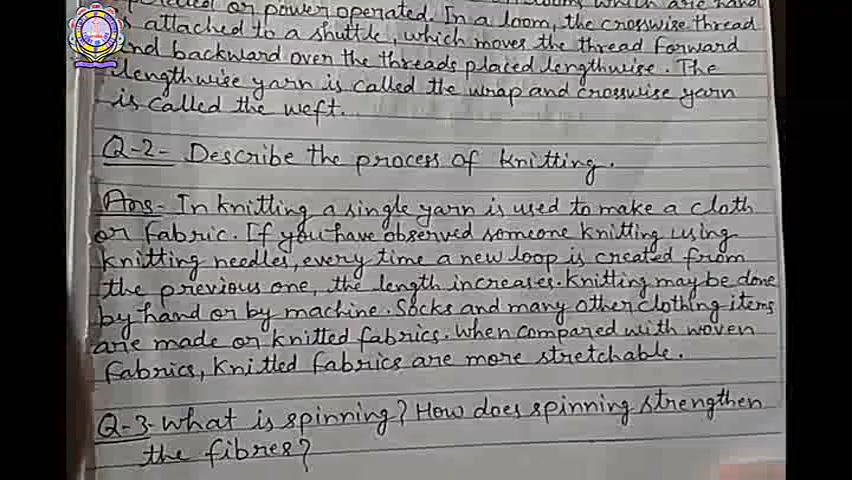 or power operated. In a loom, the crosswise thread
is attached to a shuttle, which moves the thread forward
and backward over the threads placed lengthwise. The
lengthwise yarn is called the wrap and crosswise yarn
is called the weft.
Q-2- Describe the process of knitting.
Ans- In knitting a single yarn is used to make a cloth
or fabric. If you have observed someone knitting using
knitting needles, every time a new loop is created from
the previous one, the length increases. Knitting may be done
by hand or by machine. Socks and many other clothing items
are made or knitted fabrics. When compared with woven
fabrics, knitted fabrics are more stretchable.
Q-3- What is spinning? How does spinning strengthen
the fibres?